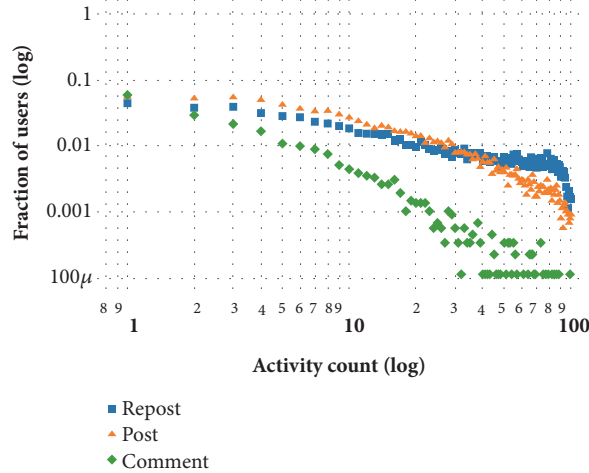 Fraction of users (log)
1
0.1
0.01
0.001
100μ
8 9 2 3 4 5 6 7 8 9 2 3 4 5 6 7 8 9
1 10 100
Activity count (log)
Repost
Post
Comment